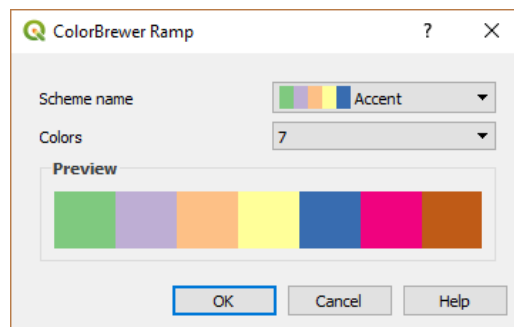 ColorBrewer Ramp ?
Scheme name Accent
Colors 7
Preview
OK Cancel Help